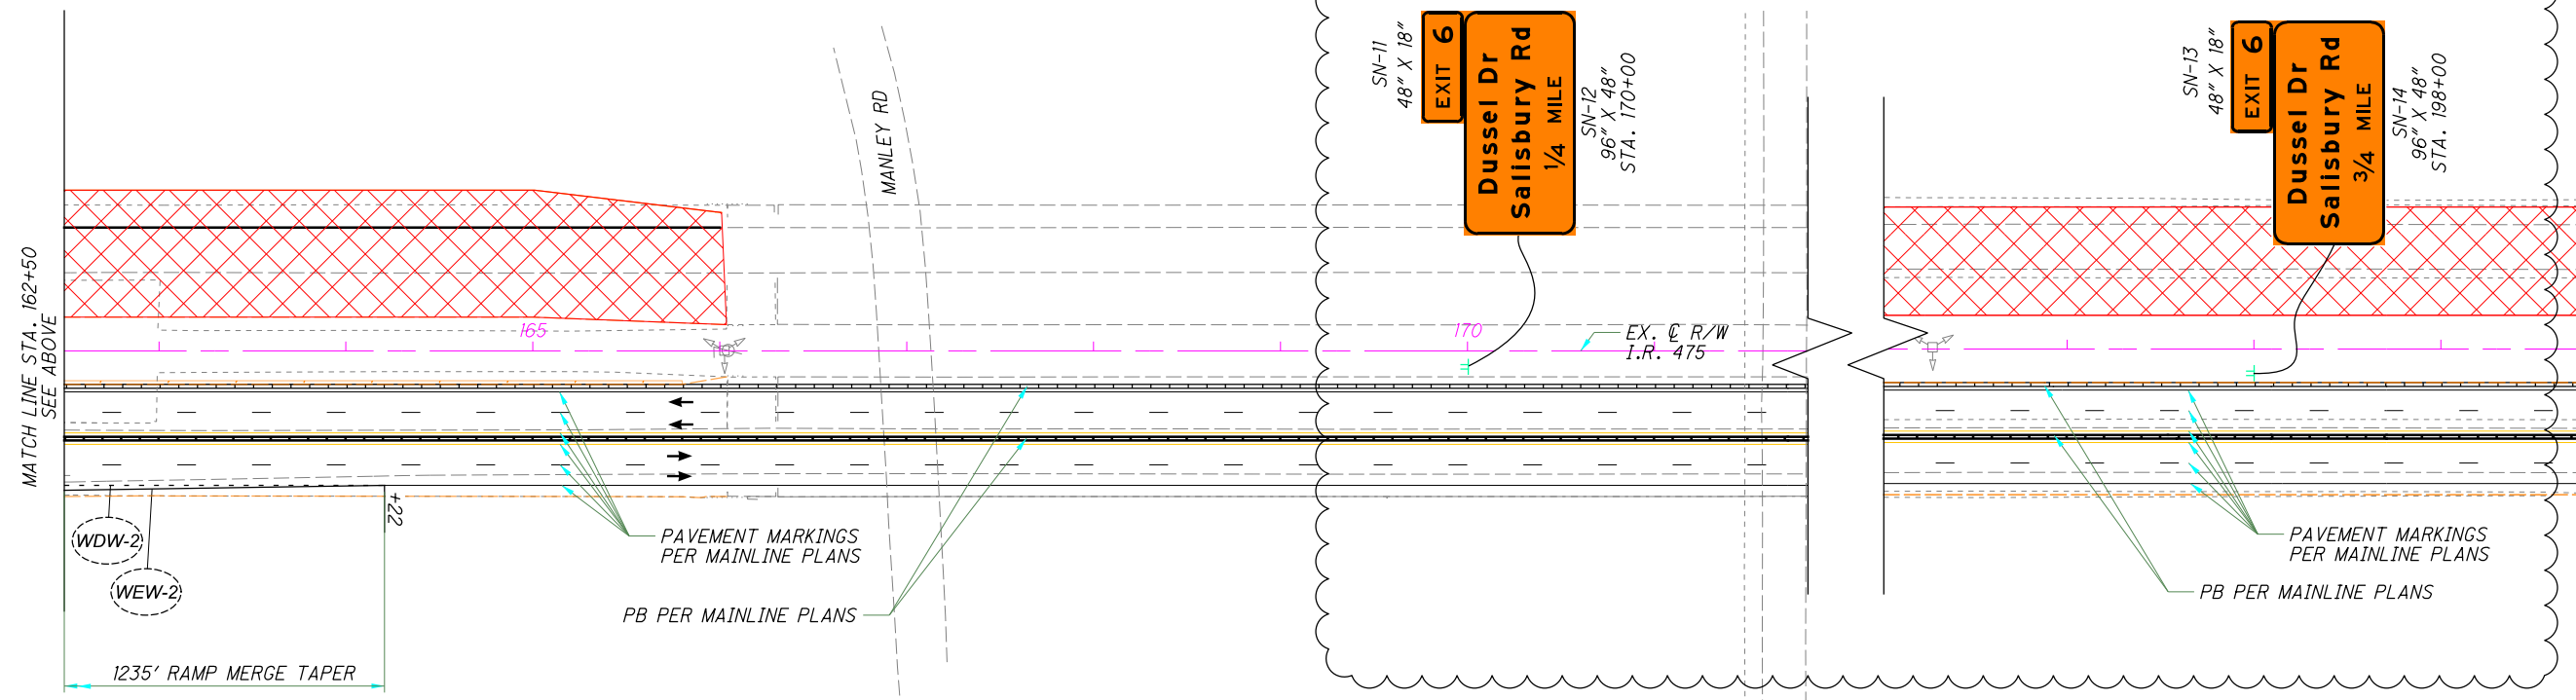 MATCH LINE STA. 162+50
SEE ABOVE
165
MANLEY RD
WDW-2
WEW-2
+22
1235' RAMP MERGE TAPER
PAVEMENT MARKINGS
PER MAINLINE PLANS
PB PER MAINLINE PLANS
SN-11
48" X 18"
EXIT 6
Dussel Dr
Salisbury Rd
1/4 MILE
SN-12
96" X 48"
STA. 170+00
170
EX. ℄ R/W
I.R. 475
SN-13
48" X 18"
EXIT 6
Dussel Dr
Salisbury Rd
3/4 MILE
SN-14
96" X 48"
STA. 198+00
PAVEMENT MARKINGS
PER MAINLINE PLANS
PB PER MAINLINE PLANS